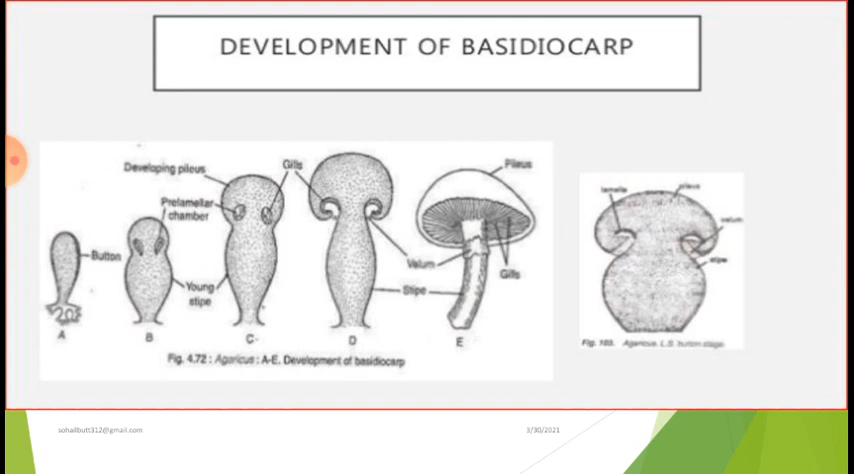 DEVELOPMENT OF BASIDIOCARP
Developing pileus
Gills
Pileus
Prelamellar
chamber
Button
Young
stipe
Velum
Stipe
Gills
A
B
C
D
E
Fig. 4.72 : Agaricus : A-E. Development of basidiocarp
lamella
pileus
velum
stipe
Fig. 103. Agaricus. L.S. button stage.
sohailbutt312@gmail.com
3/30/2021